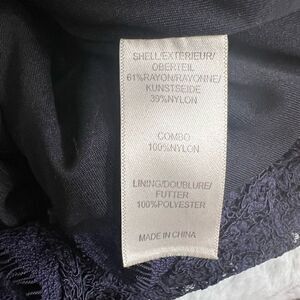 SHELL/EXTERIEUR/
OBERTEIL
61%RAYON/RAYONNE/
KUNSTSEIDE
39%NYLON
COMBO
100%NYLON
LINING/DOUBLURE/
FUTTER
100%POLYESTER
MADE IN CHINA